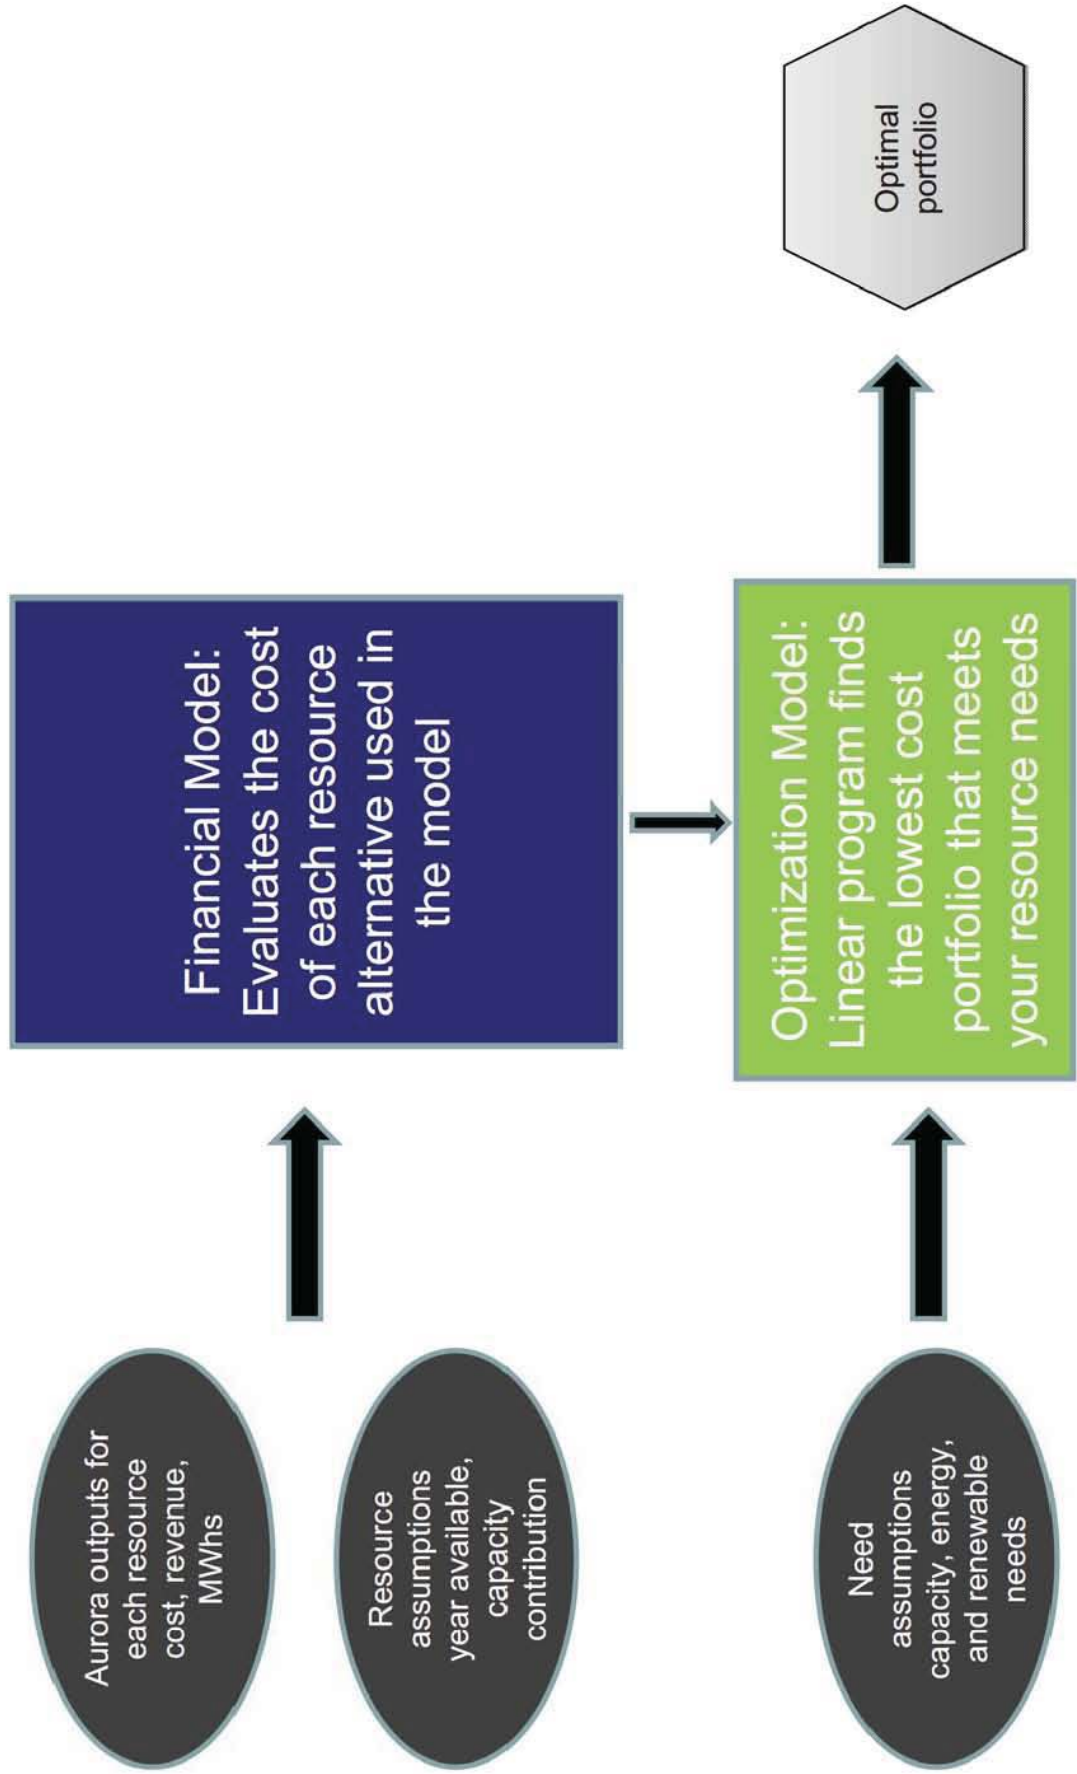 Aurora outputs for
each resource
cost, revenue,
MWhs
Resource
assumptions
year available,
capacity
contribution
Need
assumptions
capacity, energy,
and renewable
needs
Financial Model:
Evaluates the cost
of each resource
alternative used in
the model
Optimization Model:
Linear program finds
the lowest cost
portfolio that meets
your resource needs
Optimal
portfolio